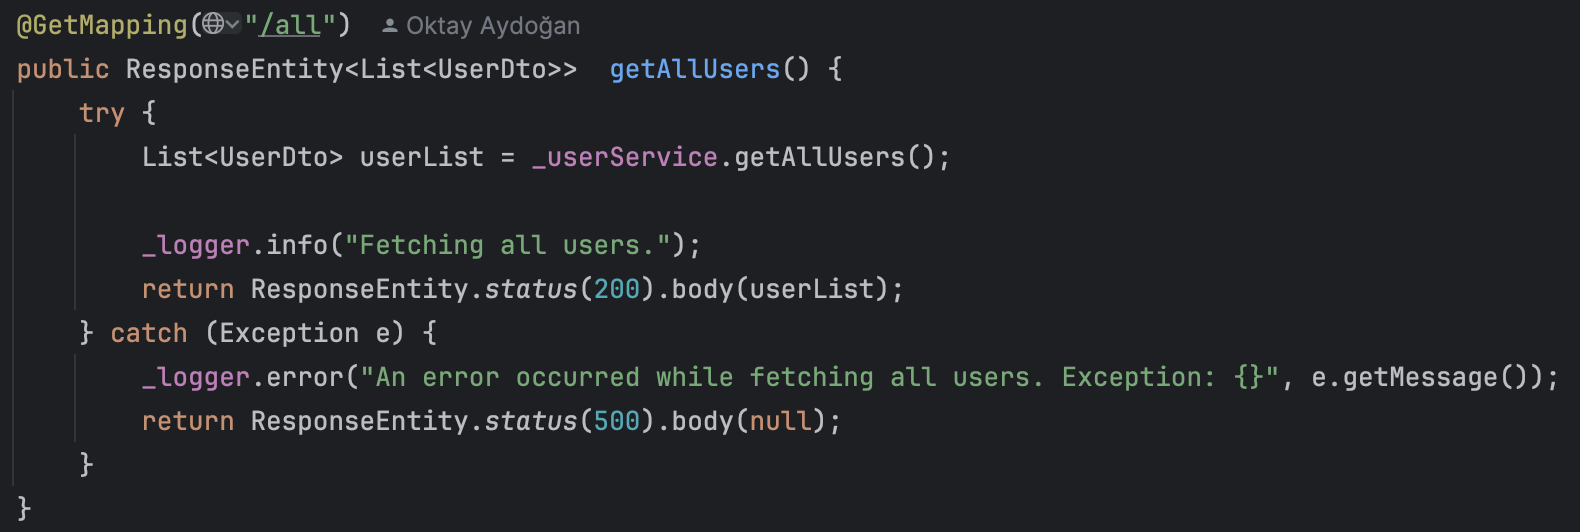 @GetMapping("/all") Oktay Aydoğan
public ResponseEntity<List<UserDto>>  getAllUsers() {
    try {
        List<UserDto> userList = _userService.getAllUsers();

        _logger.info("Fetching all users.");
        return ResponseEntity.status(200).body(userList);
    } catch (Exception e) {
        _logger.error("An error occurred while fetching all users. Exception: {}", e.getMessage());
        return ResponseEntity.status(500).body(null);
    }
}